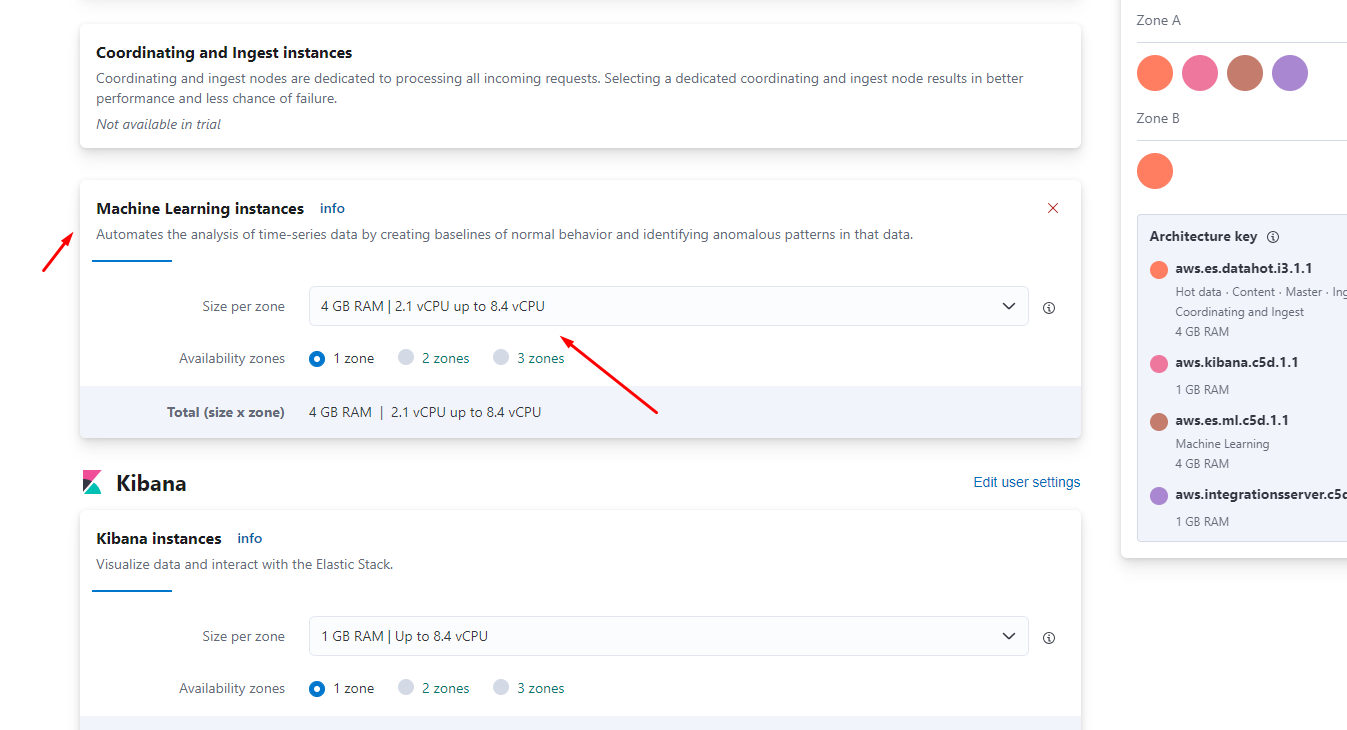 Coordinating and Ingest instances
Coordinating and ingest nodes are dedicated to processing all incoming requests. Selecting a dedicated coordinating and ingest node results in better
performance and less chance of failure.
Not available in trial
Machine Learning instances info
Automates the analysis of time-series data by creating baselines of normal behavior and identifying anomalous patterns in that data.
Size per zone 4 GB RAM | 2.1 vCPU up to 8.4 vCPU
Availability zones 1 zone 2 zones 3 zones
Total (size x zone) 4 GB RAM | 2.1 vCPU up to 8.4 vCPU
Kibana Edit user settings
Kibana instances info
Visualize data and interact with the Elastic Stack.
Size per zone 1 GB RAM | Up to 8.4 vCPU
Availability zones 1 zone 2 zones 3 zones
Zone A
Zone B
Architecture key
aws.es.datahot.i3.1.1
Hot data · Content · Master · Ing
Coordinating and Ingest
4 GB RAM
aws.kibana.c5d.1.1
1 GB RAM
aws.es.ml.c5d.1.1
Machine Learning
4 GB RAM
aws.integrationsserver.c5d
1 GB RAM